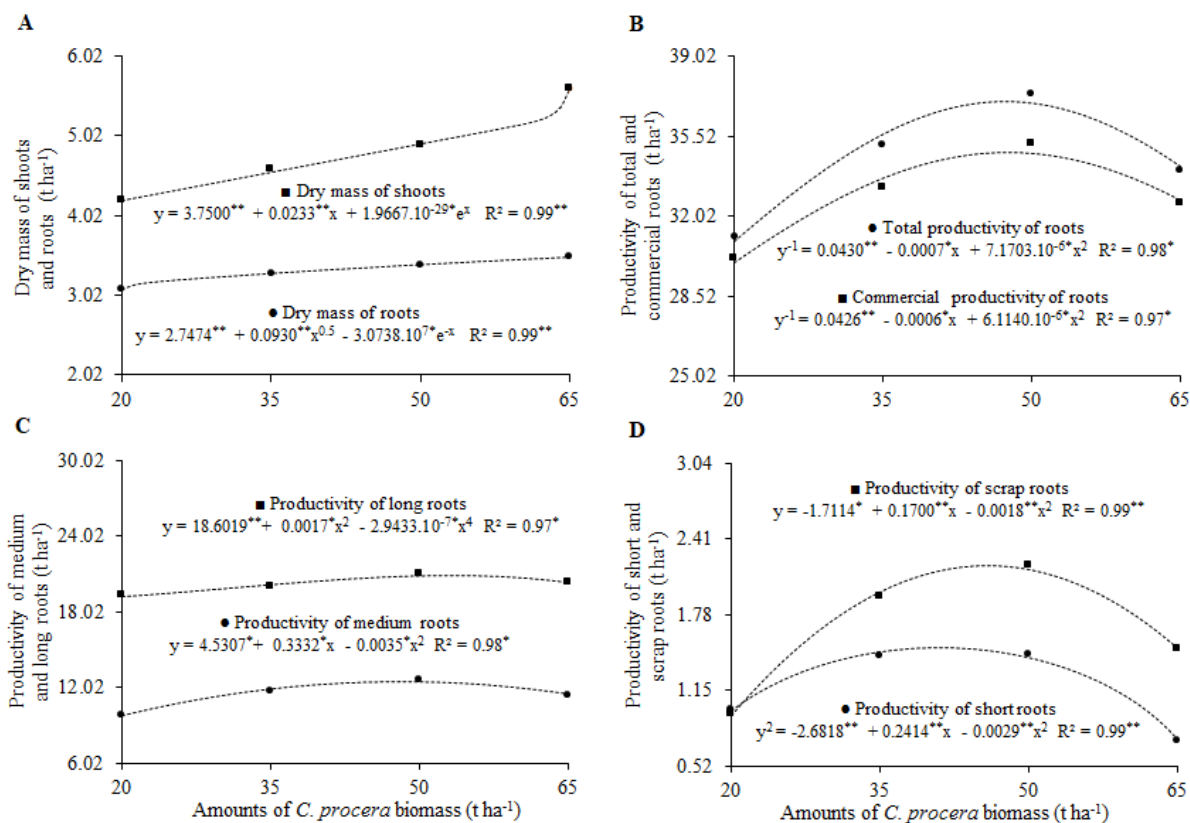 A
6.02
5.02
4.02
3.02
2.02
Dry mass of shoots
and roots (t ha⁻¹)
■ Dry mass of shoots
y = 3.7500** + 0.0233**x + 1.9667.10⁻²⁹*eˣ R² = 0.99**
● Dry mass of roots
y = 2.7474** + 0.0930**x⁰·⁵ - 3.0738.10⁷*e⁻ˣ R² = 0.99**
20 35 50 65
B
39.02
35.52
32.02
28.52
25.02
Productivity of total and
commercial roots (t ha⁻¹)
● Total productivity of roots
y⁻¹ = 0.0430** - 0.0007*x + 7.1703.10⁻⁶*x² R² = 0.98*
■ Commercial productivity of roots
y⁻¹ = 0.0426** - 0.0006*x + 6.1140.10⁻⁶*x² R² = 0.97*
20 35 50 65
C
30.02
24.02
18.02
12.02
6.02
Productivity of medium
and long roots (t ha⁻¹)
■ Productivity of long roots
y = 18.6019**+ 0.0017*x² - 2.9433.10⁻⁷*x⁴ R² = 0.97*
● Productivity of medium roots
y = 4.5307*+ 0.3332*x - 0.0035*x² R² = 0.98*
20 35 50 65
Amounts of C. procera biomass (t ha⁻¹)
D
3.04
2.41
1.78
1.15
0.52
Productivity of short and
scrap roots (t ha⁻¹)
■ Productivity of scrap roots
y = -1.7114* + 0.1700**x - 0.0018**x² R² = 0.99**
● Productivity of short roots
y² = -2.6818** + 0.2414**x - 0.0029**x² R² = 0.99**
20 35 50 65
Amounts of C. procera biomass (t ha⁻¹)